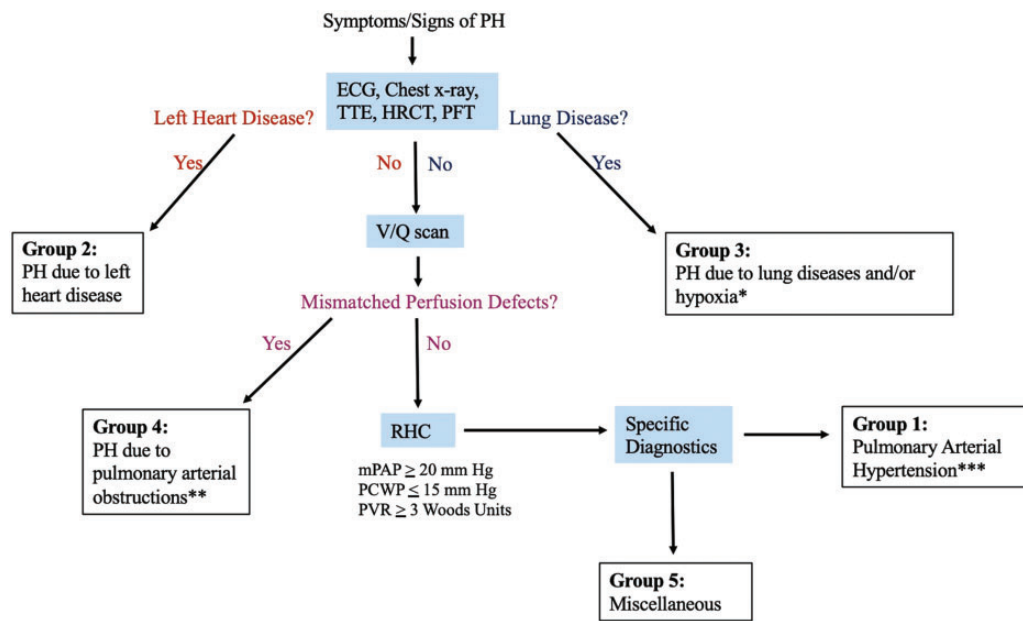 Symptoms/Signs of PH
ECG, Chest x-ray,
TTE, HRCT, PFT
Left Heart Disease?
Lung Disease?
Yes
No
No
Yes
V/Q scan
Group 2:
PH due to left
heart disease
Group 3:
PH due to lung diseases and/or
hypoxia*
Mismatched Perfusion Defects?
Yes
No
Group 4:
PH due to
pulmonary arterial
obstructions**
RHC
mPAP ≥ 20 mm Hg
PCWP ≤ 15 mm Hg
PVR ≥ 3 Woods Units
Specific
Diagnostics
Group 1:
Pulmonary Arterial
Hypertension***
Group 5:
Miscellaneous